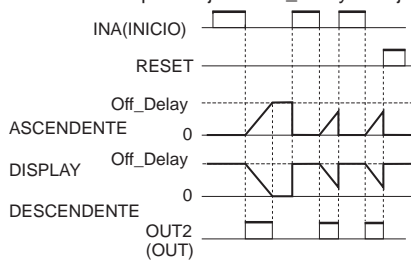 INA(INICIO)
RESET
Off_Delay
ASCENDENTE
0
DISPLAY
Off_Delay
0
DESCENDENTE
OUT2
(OUT)